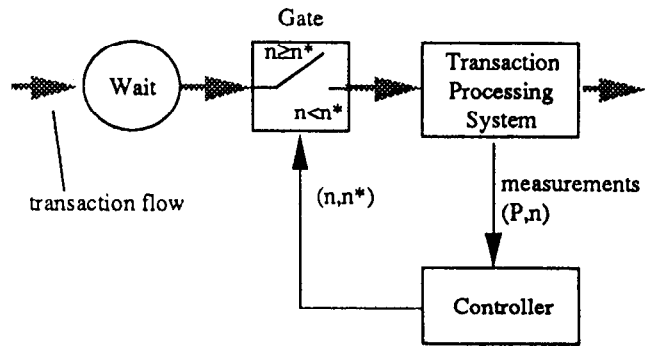 Gate
n≥n*
Wait
n<n*
Transaction
Processing
System
transaction flow
(n,n*)
measurements
(P,n)
Controller